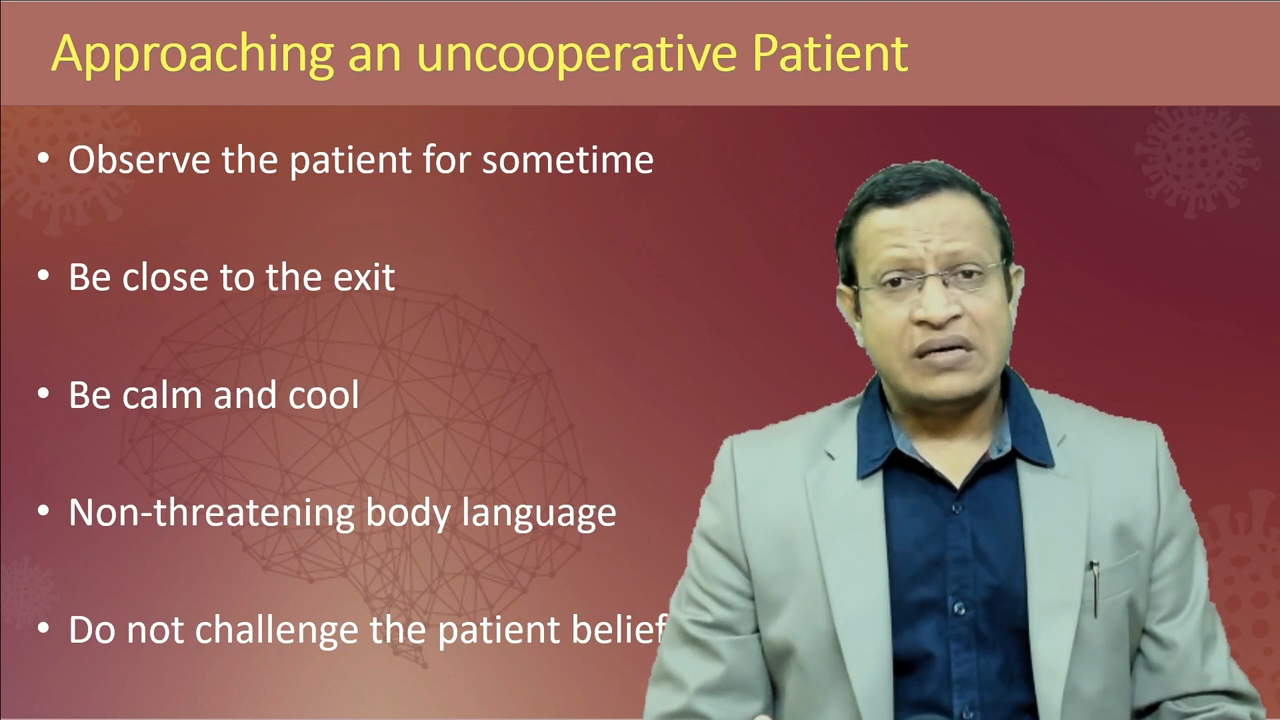 Approaching an uncooperative Patient
• Observe the patient for sometime
• Be close to the exit
• Be calm and cool
• Non-threatening body language
• Do not challenge the patient belief